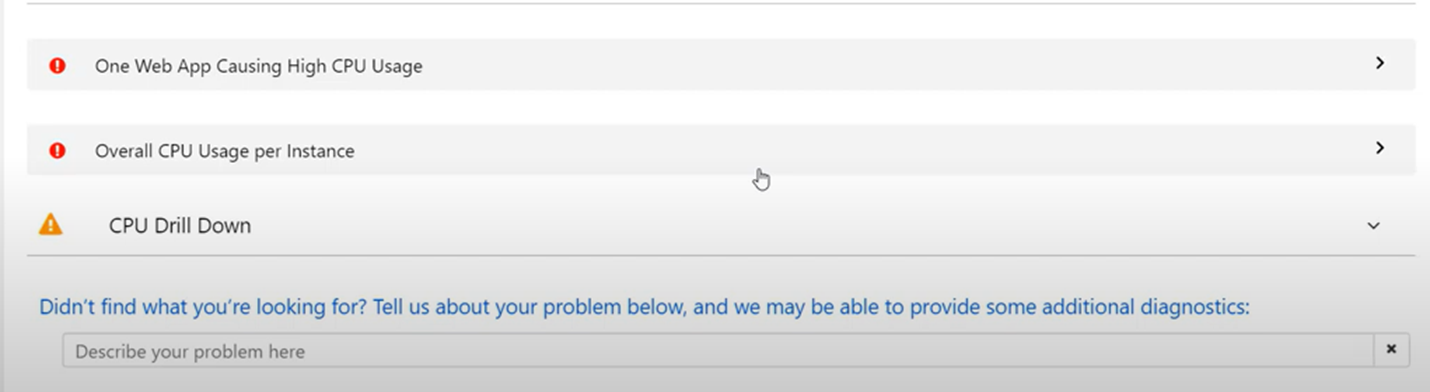 One Web App Causing High CPU Usage
Overall CPU Usage per Instance
CPU Drill Down
Didn't find what you're looking for? Tell us about your problem below, and we may be able to provide some additional diagnostics:
Describe your problem here